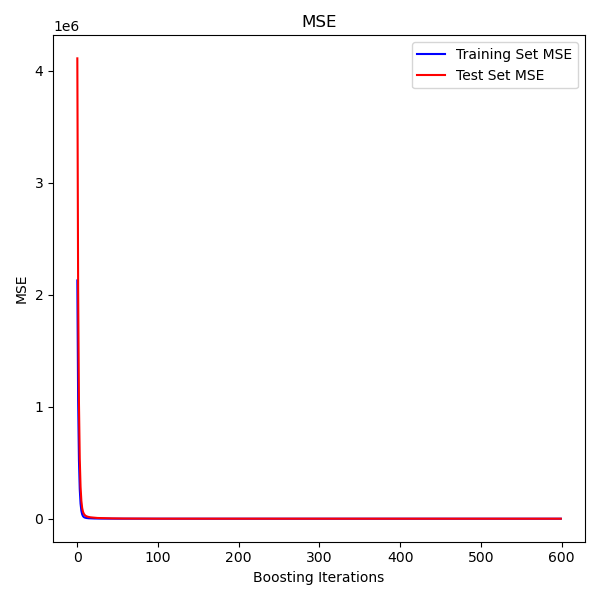 MSE
1e6
Training Set MSE
Test Set MSE
4
3
2
1
0
MSE
0
100
200
300
400
500
600
Boosting Iterations